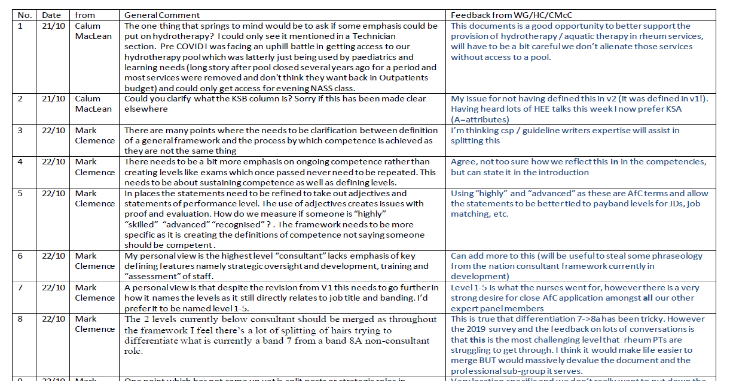 No. Date from General Comment Feedback from WG/HC/CMcC
1 21/10 Calum MacLean
The one thing that springs to mind would be to ask if some emphasis could be
put on hydrotherapy? I could only see it mentioned in a Technician
section. Pre COVID I was facing an uphill battle in getting access to our
hydrotherapy pool which was latterly just being used by paediatrics and
learning needs (long story after pool closed several years ago for a period and
most services were removed and don't think they want back in Outpatients
budget) and could only get access for evening NASS class.
This documents is a good opportunity to better support the
provision of hydrotherapy / aquatic therapy in rheum services,
will have to be a bit careful we don't alienate those services
without access to a pool.
2 21/10 Calum MacLean
Could you clarify what the KSB column is? Sorry if this has been made clear
elsewhere
My issue for not having defined this in v2 (it was defined in v1!).
Having heard lots of HEE talks this week I now prefer KSA
(A=attributes)
3 22/10 Mark Clemence
There are many points where the needs to be clarification between definition
of a general framework and the process by which competence is achieved as
they are not the same thing
I'm thinking csp / guideline writers expertise will assist in
splitting this
4 22/10 Mark Clemence
There needs to be a bit more emphasis on ongoing competence rather than
creating levels like exams which once passed never need to be repeated. This
needs to be about sustaining competence as well as defining levels.
Agree, not too sure how we reflect this in in the competencies,
but can state it in the introduction
5 22/10 Mark Clemence
In places the statements need to be refined to take out adjectives and
statements of performance level. The use of adjectives creates issues with
proof and evaluation. How do we measure if someone is "highly"
"skilled" "advanced" "recognised" ? . The framework needs to be more
specific as it is creating the definitions of competence not saying someone
should be competent.
Using "highly" and "advanced" as these are AfC terms and allow
the statements to be better tied to payband levels for JDs, Job
matching, etc.
6 22/10 Mark Clemence
My personal view is the highest level "consultant" lacks emphasis of key
defining features namely strategic oversight and development, training and
"assessment" of staff.
Can add more to this (will be useful to steal some phraseology
from the nation consultant framework currently in
development)
7 22/10 Mark Clemence
A personal view is that despite the revision from V1 this needs to go further in
how it names the levels as it still directly relates to job title and banding. I'd
prefer it to be named level 1-5.
Level 1-5 is what the nurses went for, however there is a very
strong desire for close AfC application amongst all our other
expert panel members
8 22/10 Mark Clemence
The 2 levels currently below consultant should be merged as throughout
the framework I feel there's a lot of splitting of hairs trying to
differentiate what is currently a band 7 from a band 8A non-consultant
role.
This is true that differentiation 7->8a has been tricky. However
the 2019 survey and the feedback on lots of conversations is
that this is the most challenging level that rheum PTs are
struggling to get through. I think it would make life easier to
merge BUT would massively devalue the document and the
professional sub-group it serves.